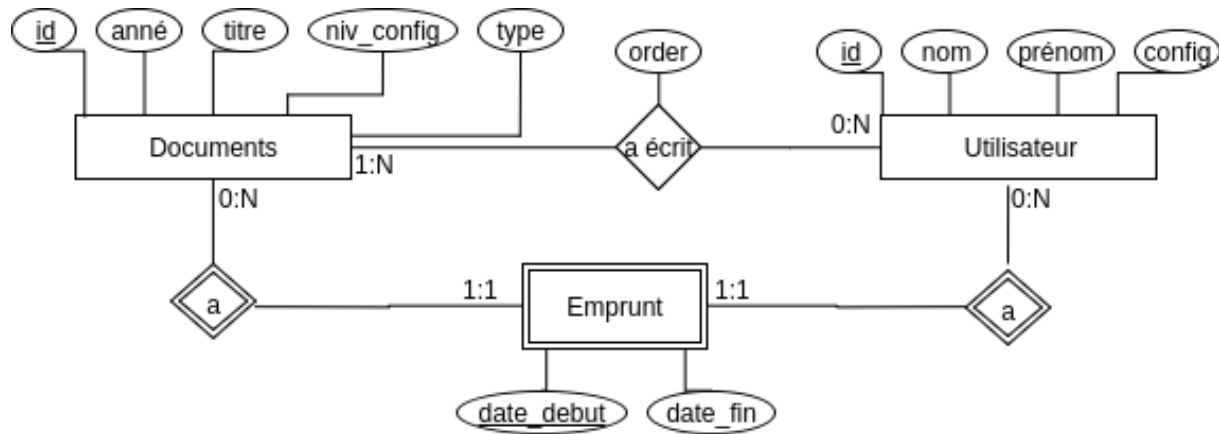 id anné titre niv_config type order id nom prénom config
Documents a écrit Utilisateur
1:N 0:N
0:N 0:N
a 1:1 Emprunt 1:1 a
date_debut date_fin